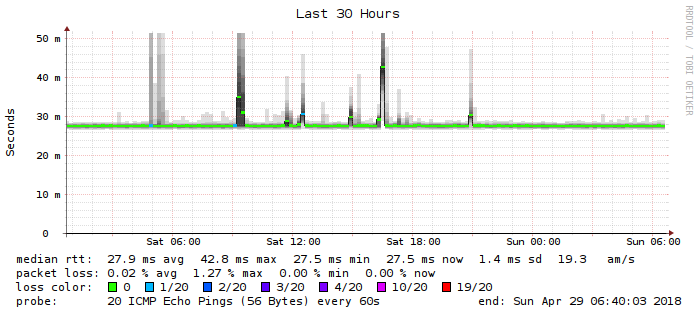 Last 30 Hours
RRDTOOL / TOBI OETIKER
Seconds
50 m
40 m
30 m
20 m
10 m
0
Sat 06:00 Sat 12:00 Sat 18:00 Sun 00:00 Sun 06:00
median rtt: 27.9 ms avg 42.8 ms max 27.5 ms min 27.5 ms now 1.4 ms sd 19.3 am/s
packet loss: 0.02 % avg 1.27 % max 0.00 % min 0.00 % now
loss color: 0 1/20 2/20 3/20 4/20 10/20 19/20
probe: 20 ICMP Echo Pings (56 Bytes) every 60s end: Sun Apr 29 06:40:03 2018